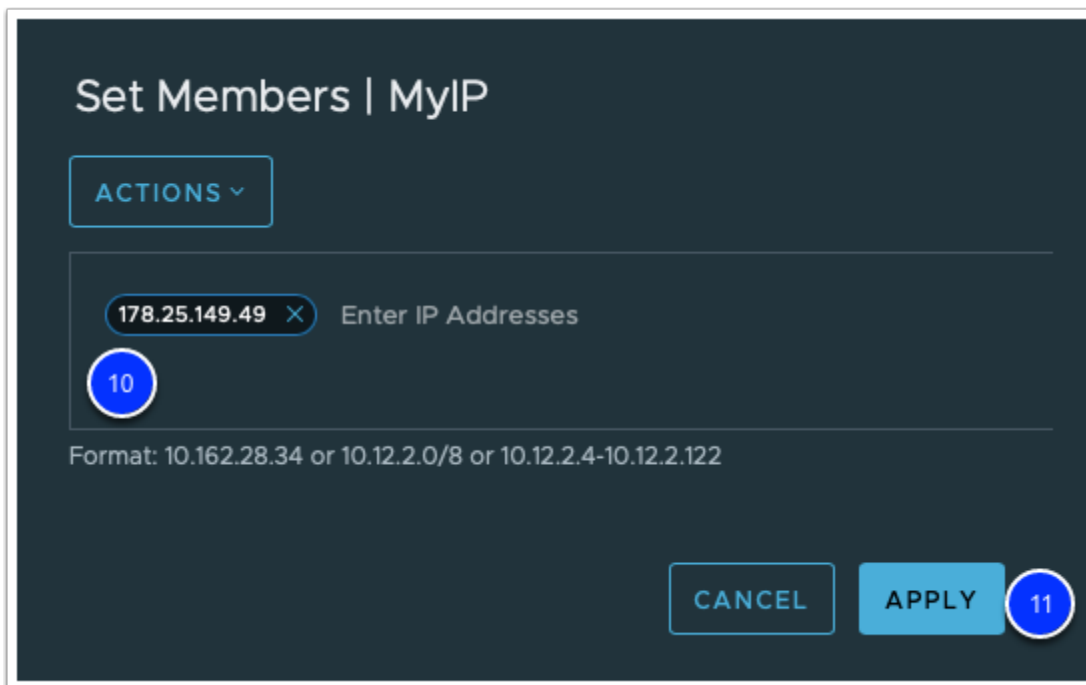 Set Members | MyIP
ACTIONS
178.25.149.49 Enter IP Addresses
10
Format: 10.162.28.34 or 10.12.2.0/8 or 10.12.2.4-10.12.2.122
CANCEL APPLY 11